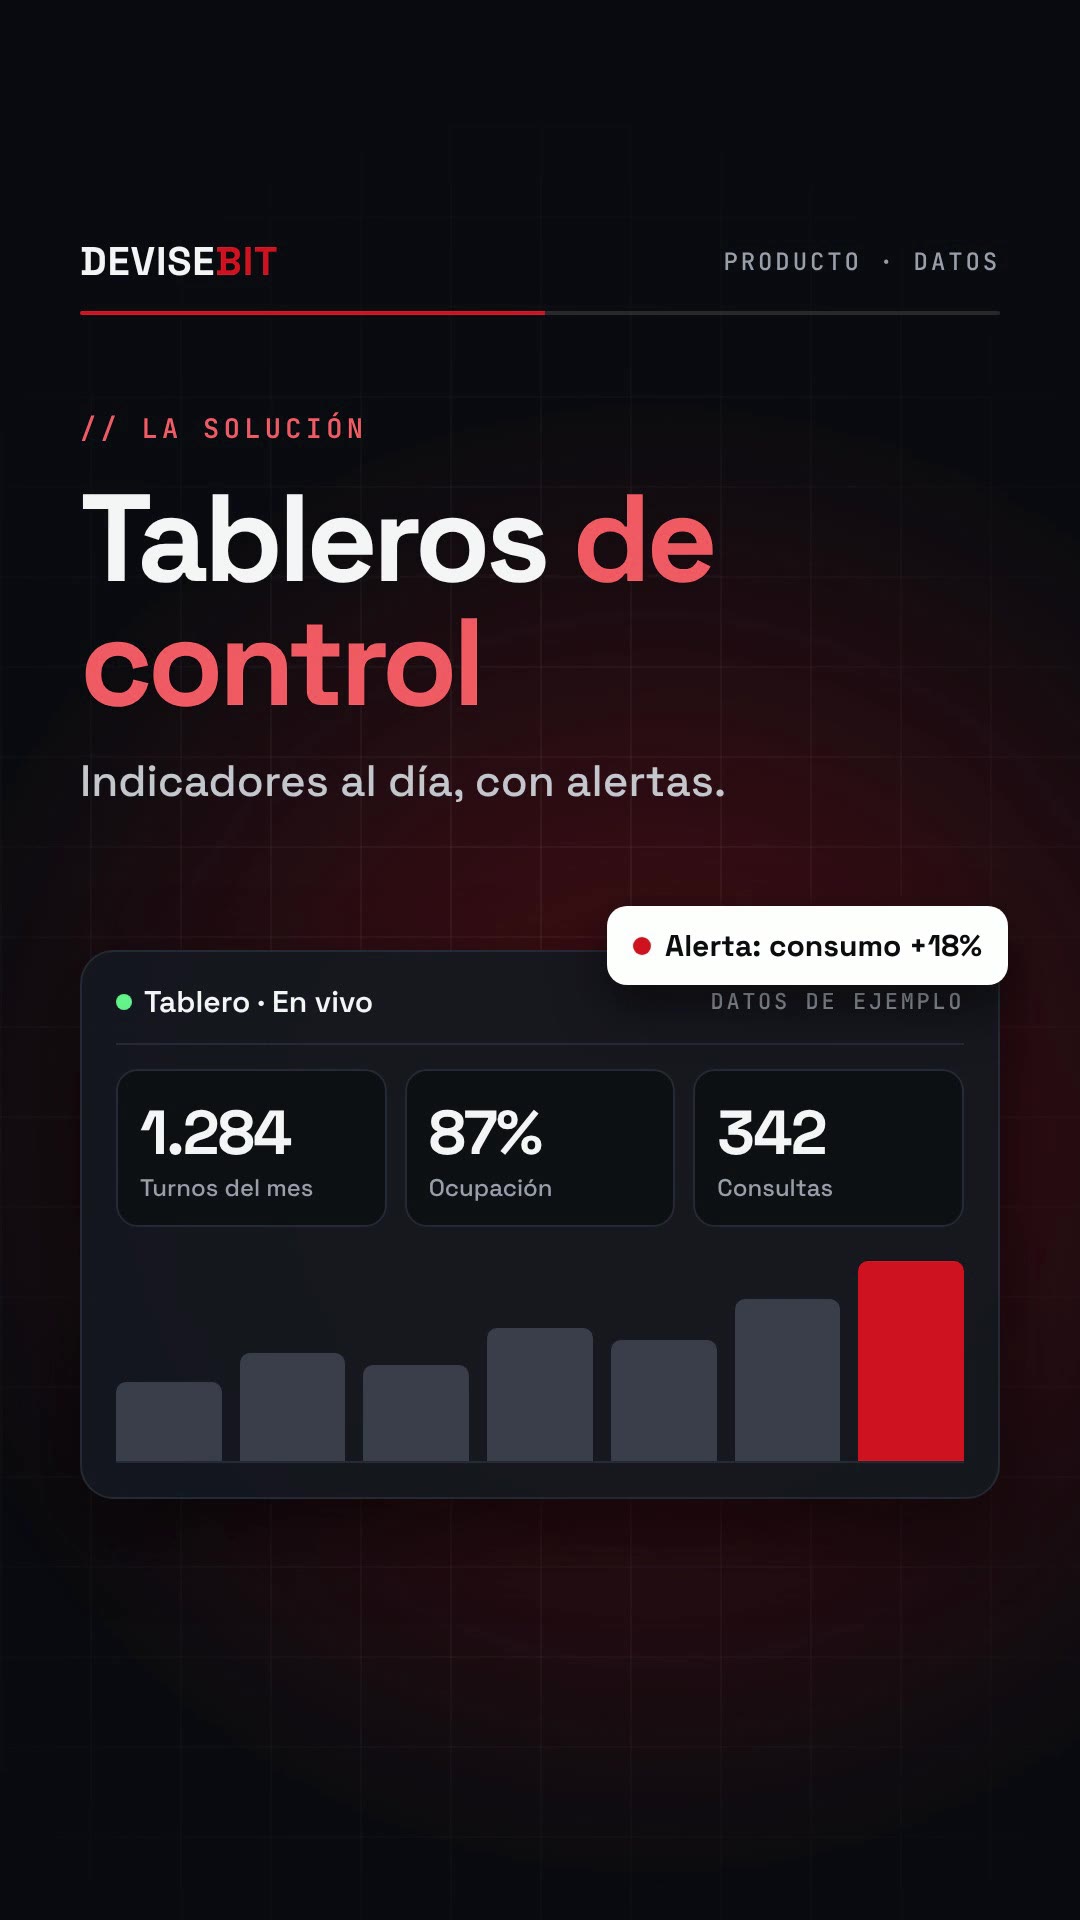 DEVISEBIT
PRODUCTO · DATOS
// LA SOLUCIÓN
Tableros de
control
Indicadores al día, con alertas.
Alerta: consumo +18%
Tablero · En vivo
DATOS DE EJEMPLO
1.284
Turnos del mes
87%
Ocupación
342
Consultas